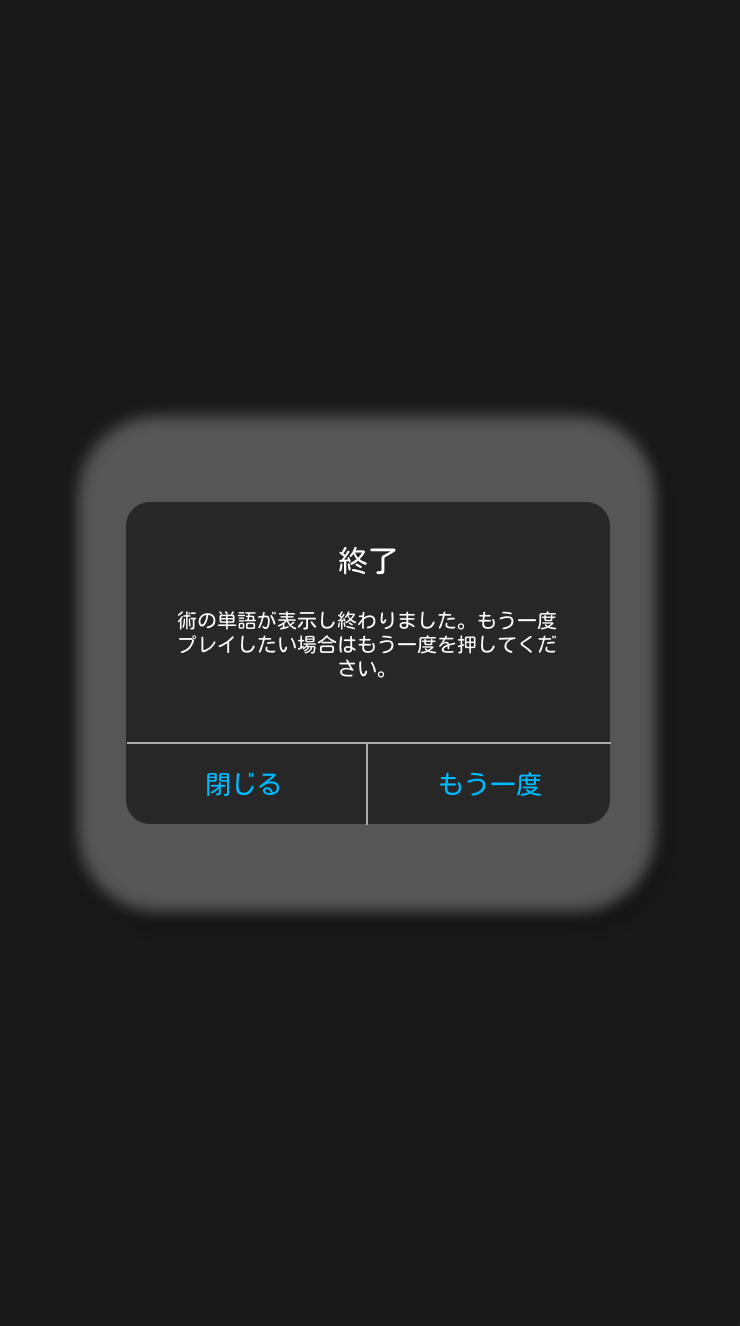 終了
術の単語が表示し終わりました。もう一度
プレイしたい場合はもう一度を押してくだ
さい。
閉じる
もう一度